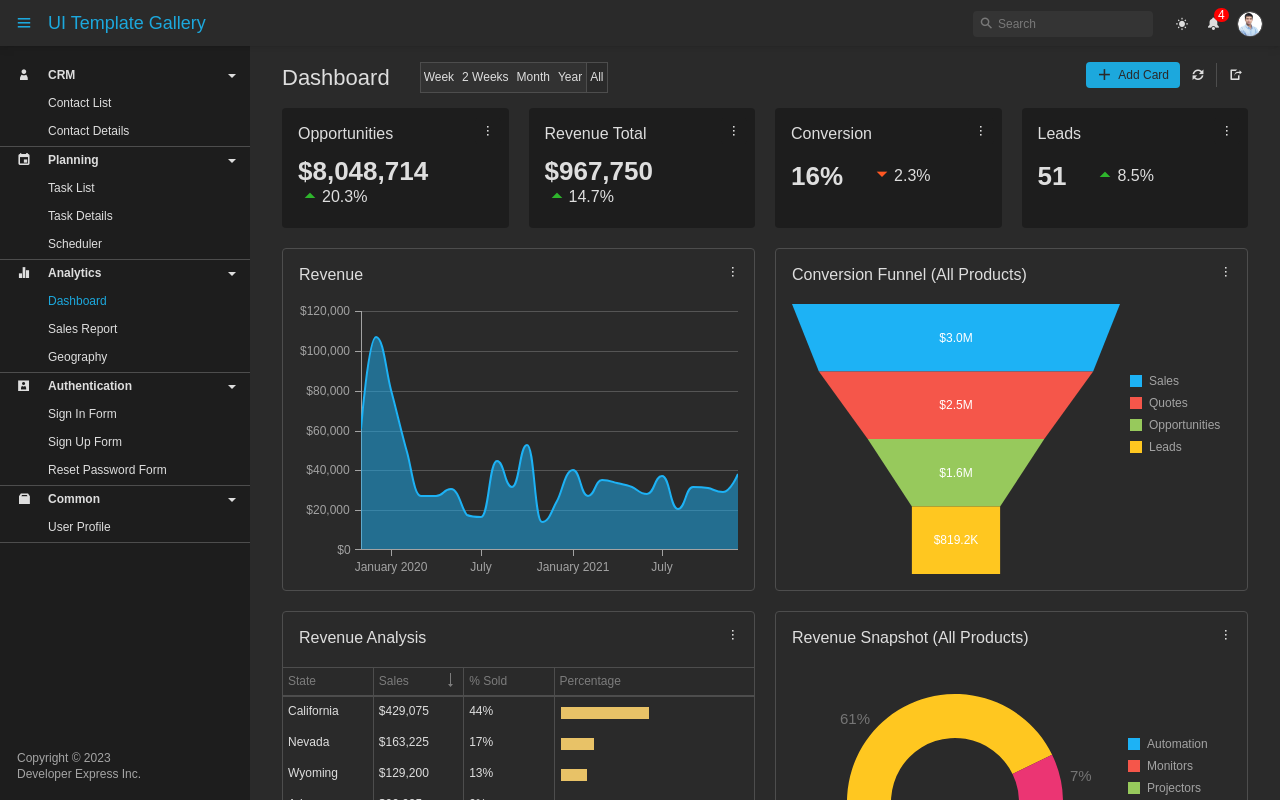 UI Template Gallery
Search
4
CRM
Contact List
Contact Details
Planning
Task List
Task Details
Scheduler
Analytics
Dashboard
Sales Report
Geography
Authentication
Sign In Form
Sign Up Form
Reset Password Form
Common
User Profile
Copyright © 2023
Developer Express Inc.
Dashboard
Week 2 Weeks Month Year All
Add Card
Opportunities
$8,048,714
20.3%
Revenue Total
$967,750
14.7%
Conversion
16% 2.3%
Leads
51 8.5%
Revenue
$120,000
$100,000
$80,000
$60,000
$40,000
$20,000
$0
January 2020 July January 2021 July
Conversion Funnel (All Products)
$3.0M
$2.5M
$1.6M
$819.2K
Sales
Quotes
Opportunities
Leads
Revenue Analysis
State Sales % Sold Percentage
California $429,075 44%
Nevada $163,225 17%
Wyoming $129,200 13%
Revenue Snapshot (All Products)
61%
7%
Automation
Monitors
Projectors